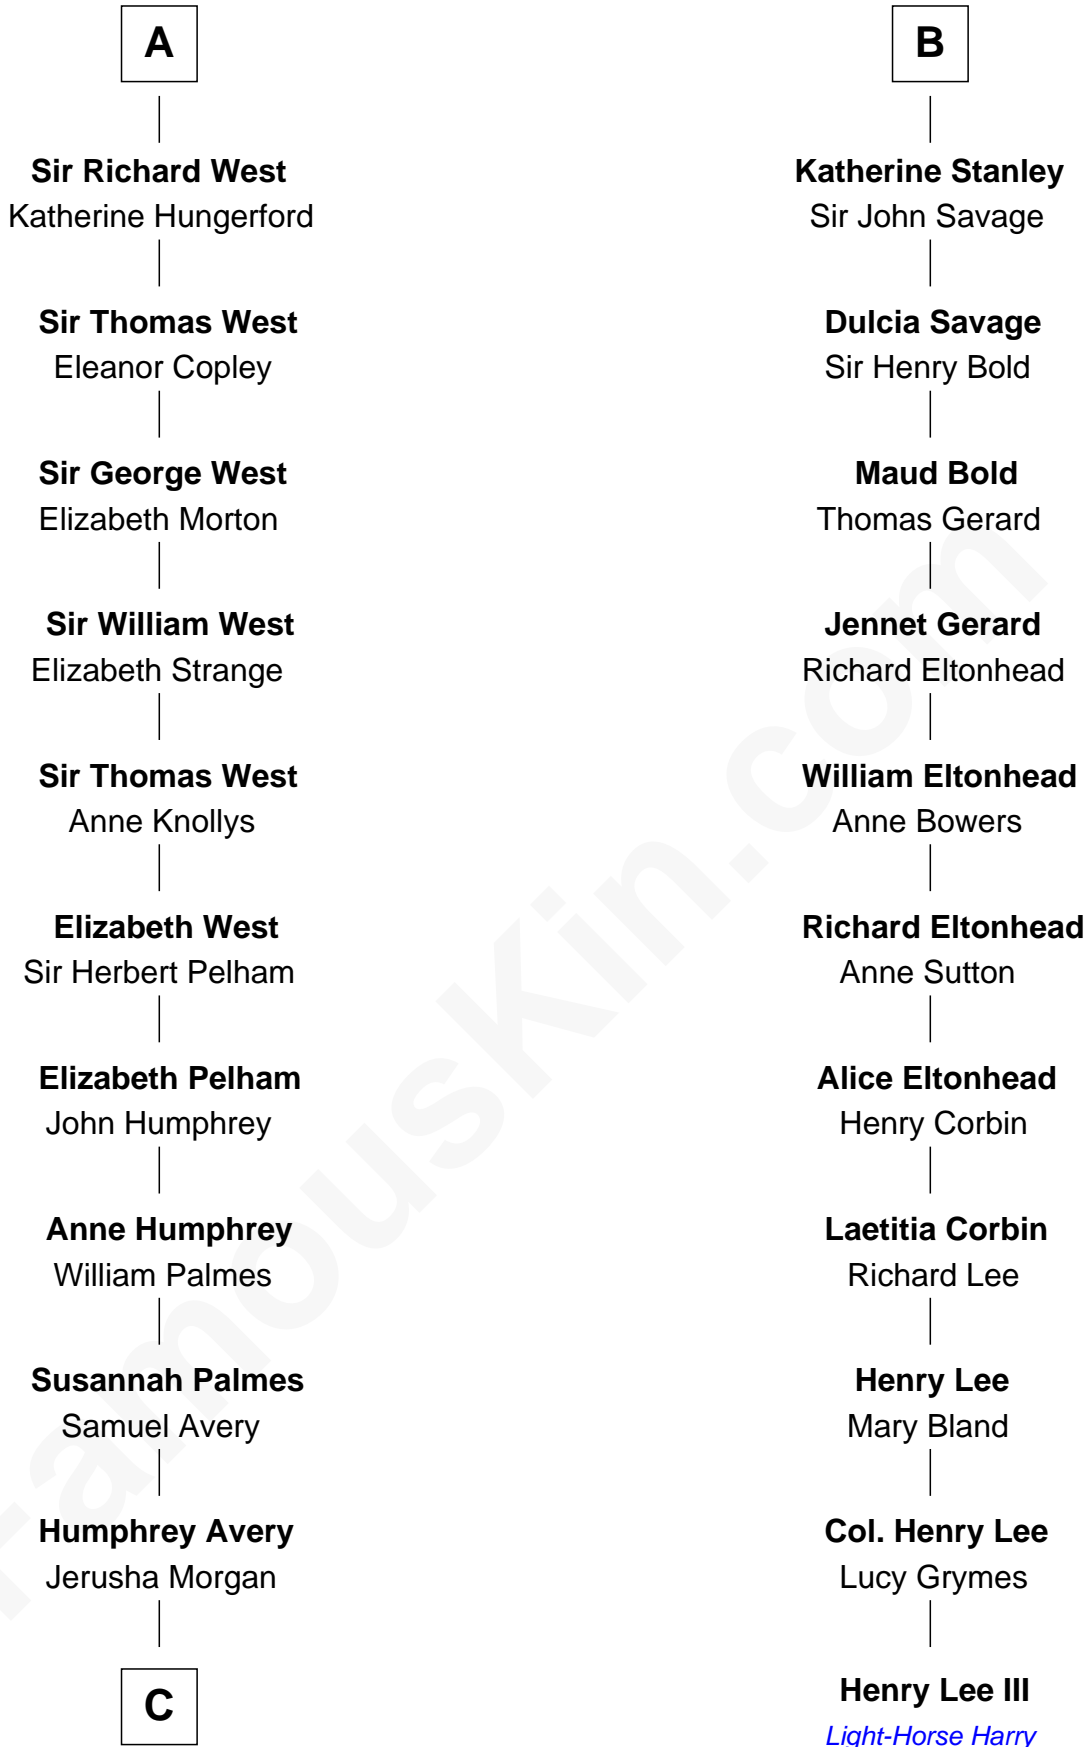 A
Sir Richard West
Katherine Hungerford
Sir Thomas West
Eleanor Copley
Sir George West
Elizabeth Morton
Sir William West
Elizabeth Strange
Sir Thomas West
Anne Knollys
Elizabeth West
Sir Herbert Pelham
Elizabeth Pelham
John Humphrey
Anne Humphrey
William Palmes
Susannah Palmes
Samuel Avery
Humphrey Avery
Jerusha Morgan
C
B
Katherine Stanley
Sir John Savage
Dulcia Savage
Sir Henry Bold
Maud Bold
Thomas Gerard
Jennet Gerard
Richard Eltonhead
William Eltonhead
Anne Bowers
Richard Eltonhead
Anne Sutton
Alice Eltonhead
Henry Corbin
Laetitia Corbin
Richard Lee
Henry Lee
Mary Bland
Col. Henry Lee
Lucy Grymes
Henry Lee III
Light-Horse Harry
FamousKin.com